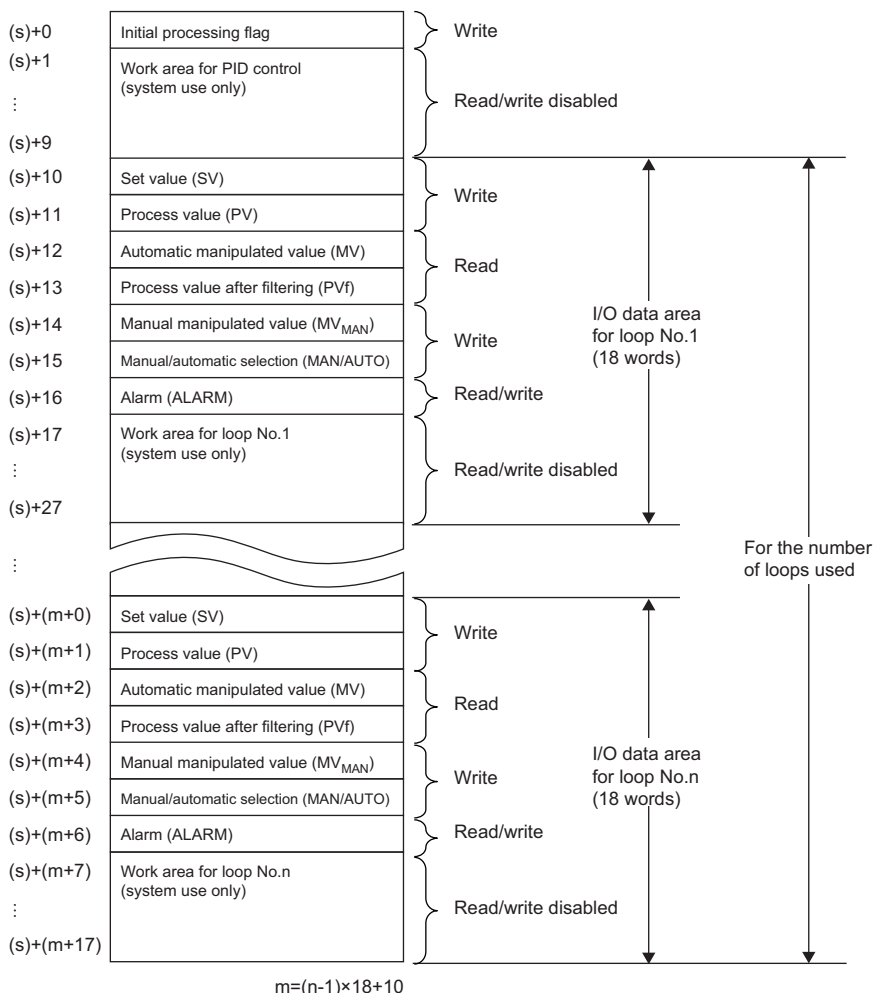 (s)+0 Initial processing flag Write
(s)+1 Work area for PID control
(system use only)
⋮ Read/write disabled
(s)+9
(s)+10 Set value (SV) Write
(s)+11 Process value (PV)
(s)+12 Automatic manipulated value (MV) Read
(s)+13 Process value after filtering (PVf)
(s)+14 Manual manipulated value (MV_MAN) Write
(s)+15 Manual/automatic selection (MAN/AUTO)
I/O data area
for loop No.1
(18 words)
(s)+16 Alarm (ALARM) Read/write
(s)+17 Work area for loop No.1
(system use only)
⋮ Read/write disabled
(s)+27
⋮
For the number
of loops used
(s)+(m+0) Set value (SV) Write
(s)+(m+1) Process value (PV)
(s)+(m+2) Automatic manipulated value (MV) Read
(s)+(m+3) Process value after filtering (PVf)
(s)+(m+4) Manual manipulated value (MV_MAN) Write
(s)+(m+5) Manual/automatic selection (MAN/AUTO)
I/O data area
for loop No.n
(18 words)
(s)+(m+6) Alarm (ALARM) Read/write
(s)+(m+7) Work area for loop No.n
(system use only)
⋮ Read/write disabled
(s)+(m+17)
m=(n-1)×18+10